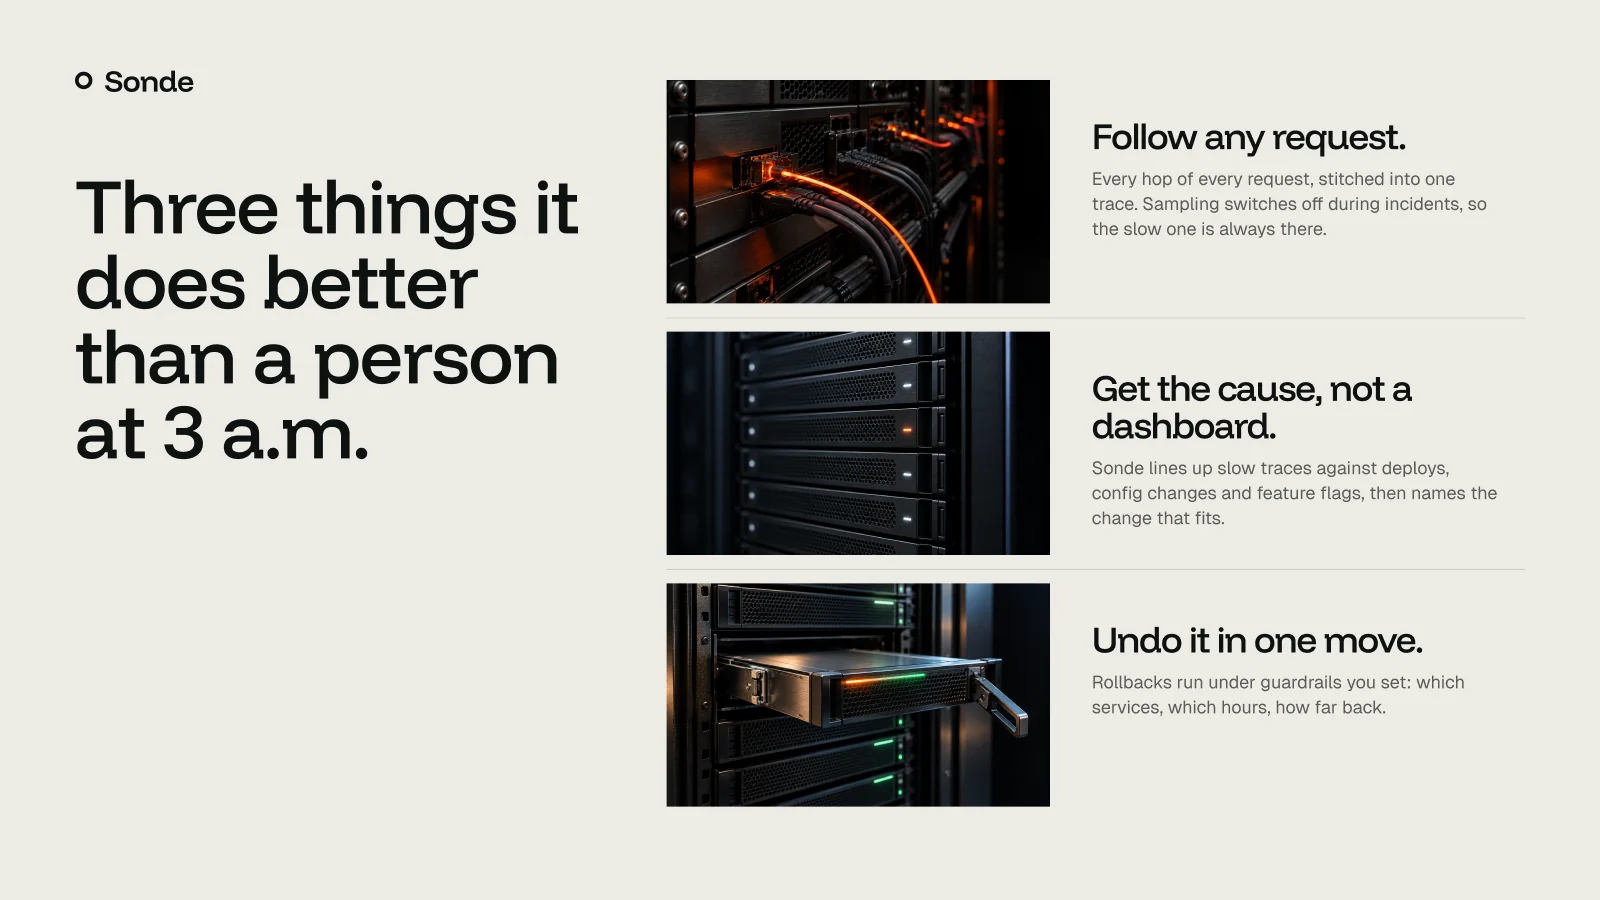 Sonde
Three things it
does better
than a person
at 3 a.m.
Follow any request.
Every hop of every request, stitched into one
trace. Sampling switches off during incidents, so
the slow one is always there.
Get the cause, not a
dashboard.
Sonde lines up slow traces against deploys,
config changes and feature flags, then names the
change that fits.
Undo it in one move.
Rollbacks run under guardrails you set: which
services, which hours, how far back.